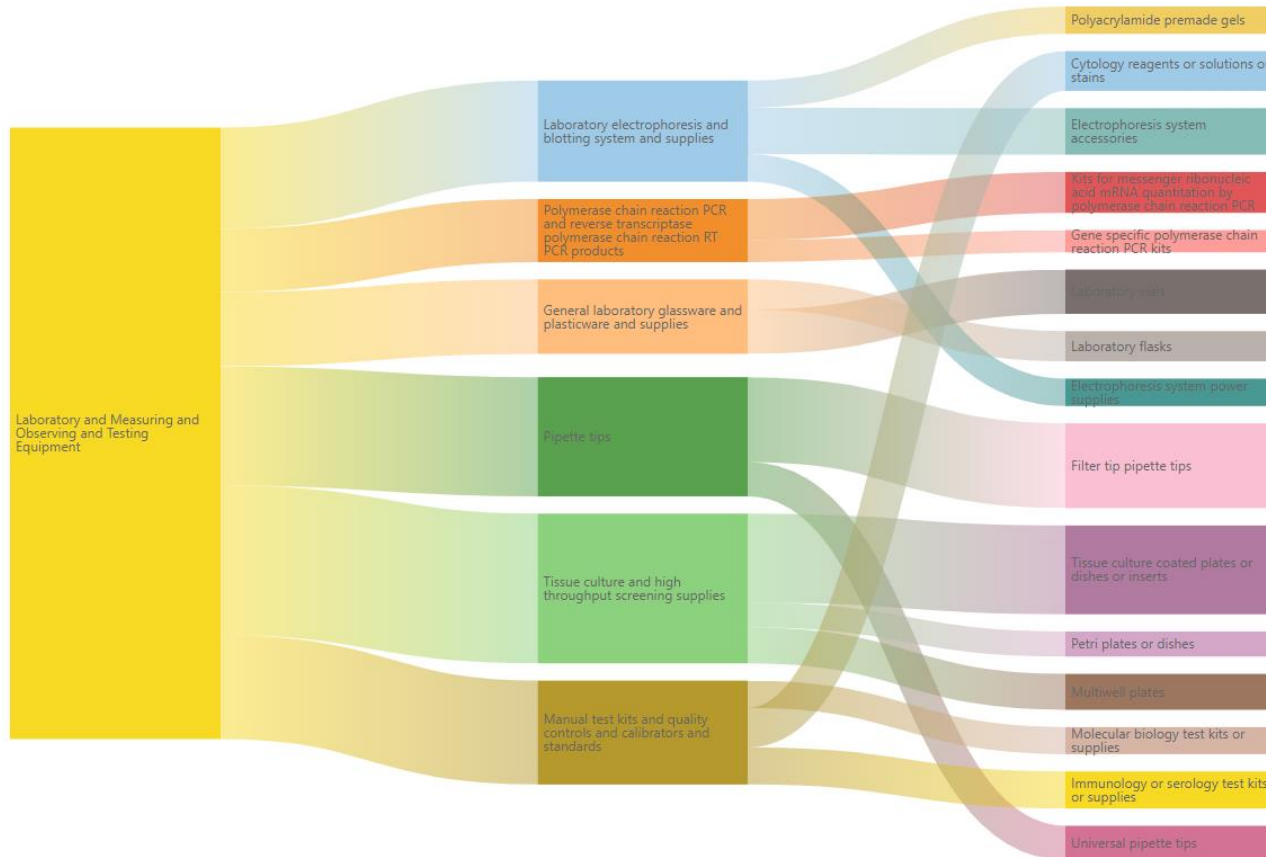 Laboratory and Measuring and
Observing and Testing
Equipment
Laboratory electrophoresis and
blotting system and supplies
Polymerase chain reaction PCR
and reverse transcriptase
polymerase chain reaction RT
PCR products
General laboratory glassware and
plasticware and supplies
Pipette tips
Tissue culture and high
throughput screening supplies
Manual test kits and quality
controls and calibrators and
standards
Polyacrylamide premade gels
Cytology reagents or solutions o
stains
Electrophoresis system
accessories
Kits for messenger ribonucleic
acid mRNA quantitation by
polymerase chain reaction PCR
Gene specific polymerase chain
reaction PCR kits
Laboratory vials
Laboratory flasks
Electrophoresis system power
supplies
Filter tip pipette tips
Tissue culture coated plates or
dishes or inserts
Petri plates or dishes
Multiwell plates
Molecular biology test kits or
supplies
Immunology or serology test kits
or supplies
Universal pipette tips